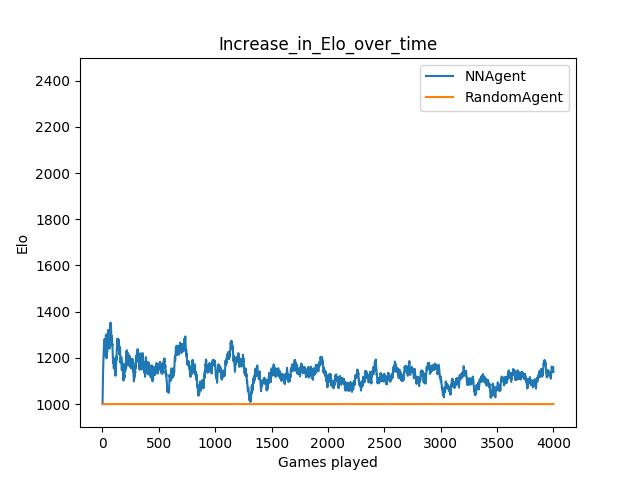 Increase_in_Elo_over_time
NNAgent
RandomAgent
2400
2200
2000
1800
1600
1400
1200
1000
Elo
0 500 1000 1500 2000 2500 3000 3500 4000
Games played